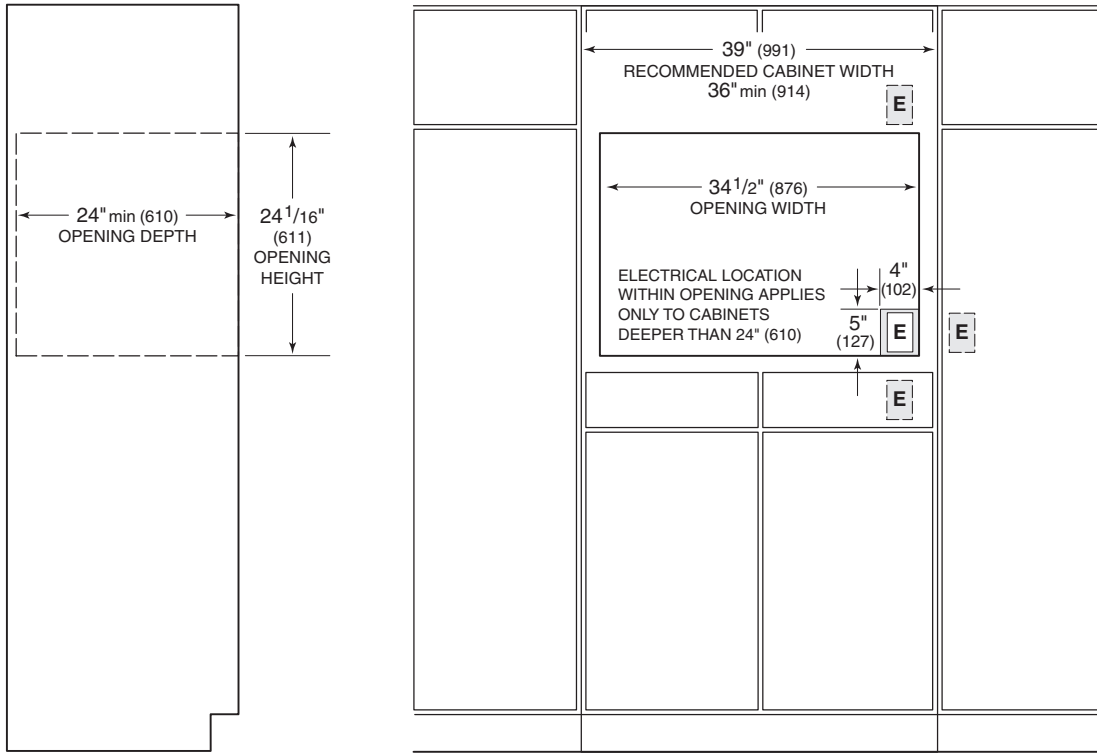 24" min (610)
OPENING DEPTH
24 1/16"
(611)
OPENING
HEIGHT
39" (991)
RECOMMENDED CABINET WIDTH
36" min (914)
E
34 1/2" (876)
OPENING WIDTH
ELECTRICAL LOCATION
WITHIN OPENING APPLIES
ONLY TO CABINETS
DEEPER THAN 24" (610)
4"
(102)
5"
(127)
E
E
E